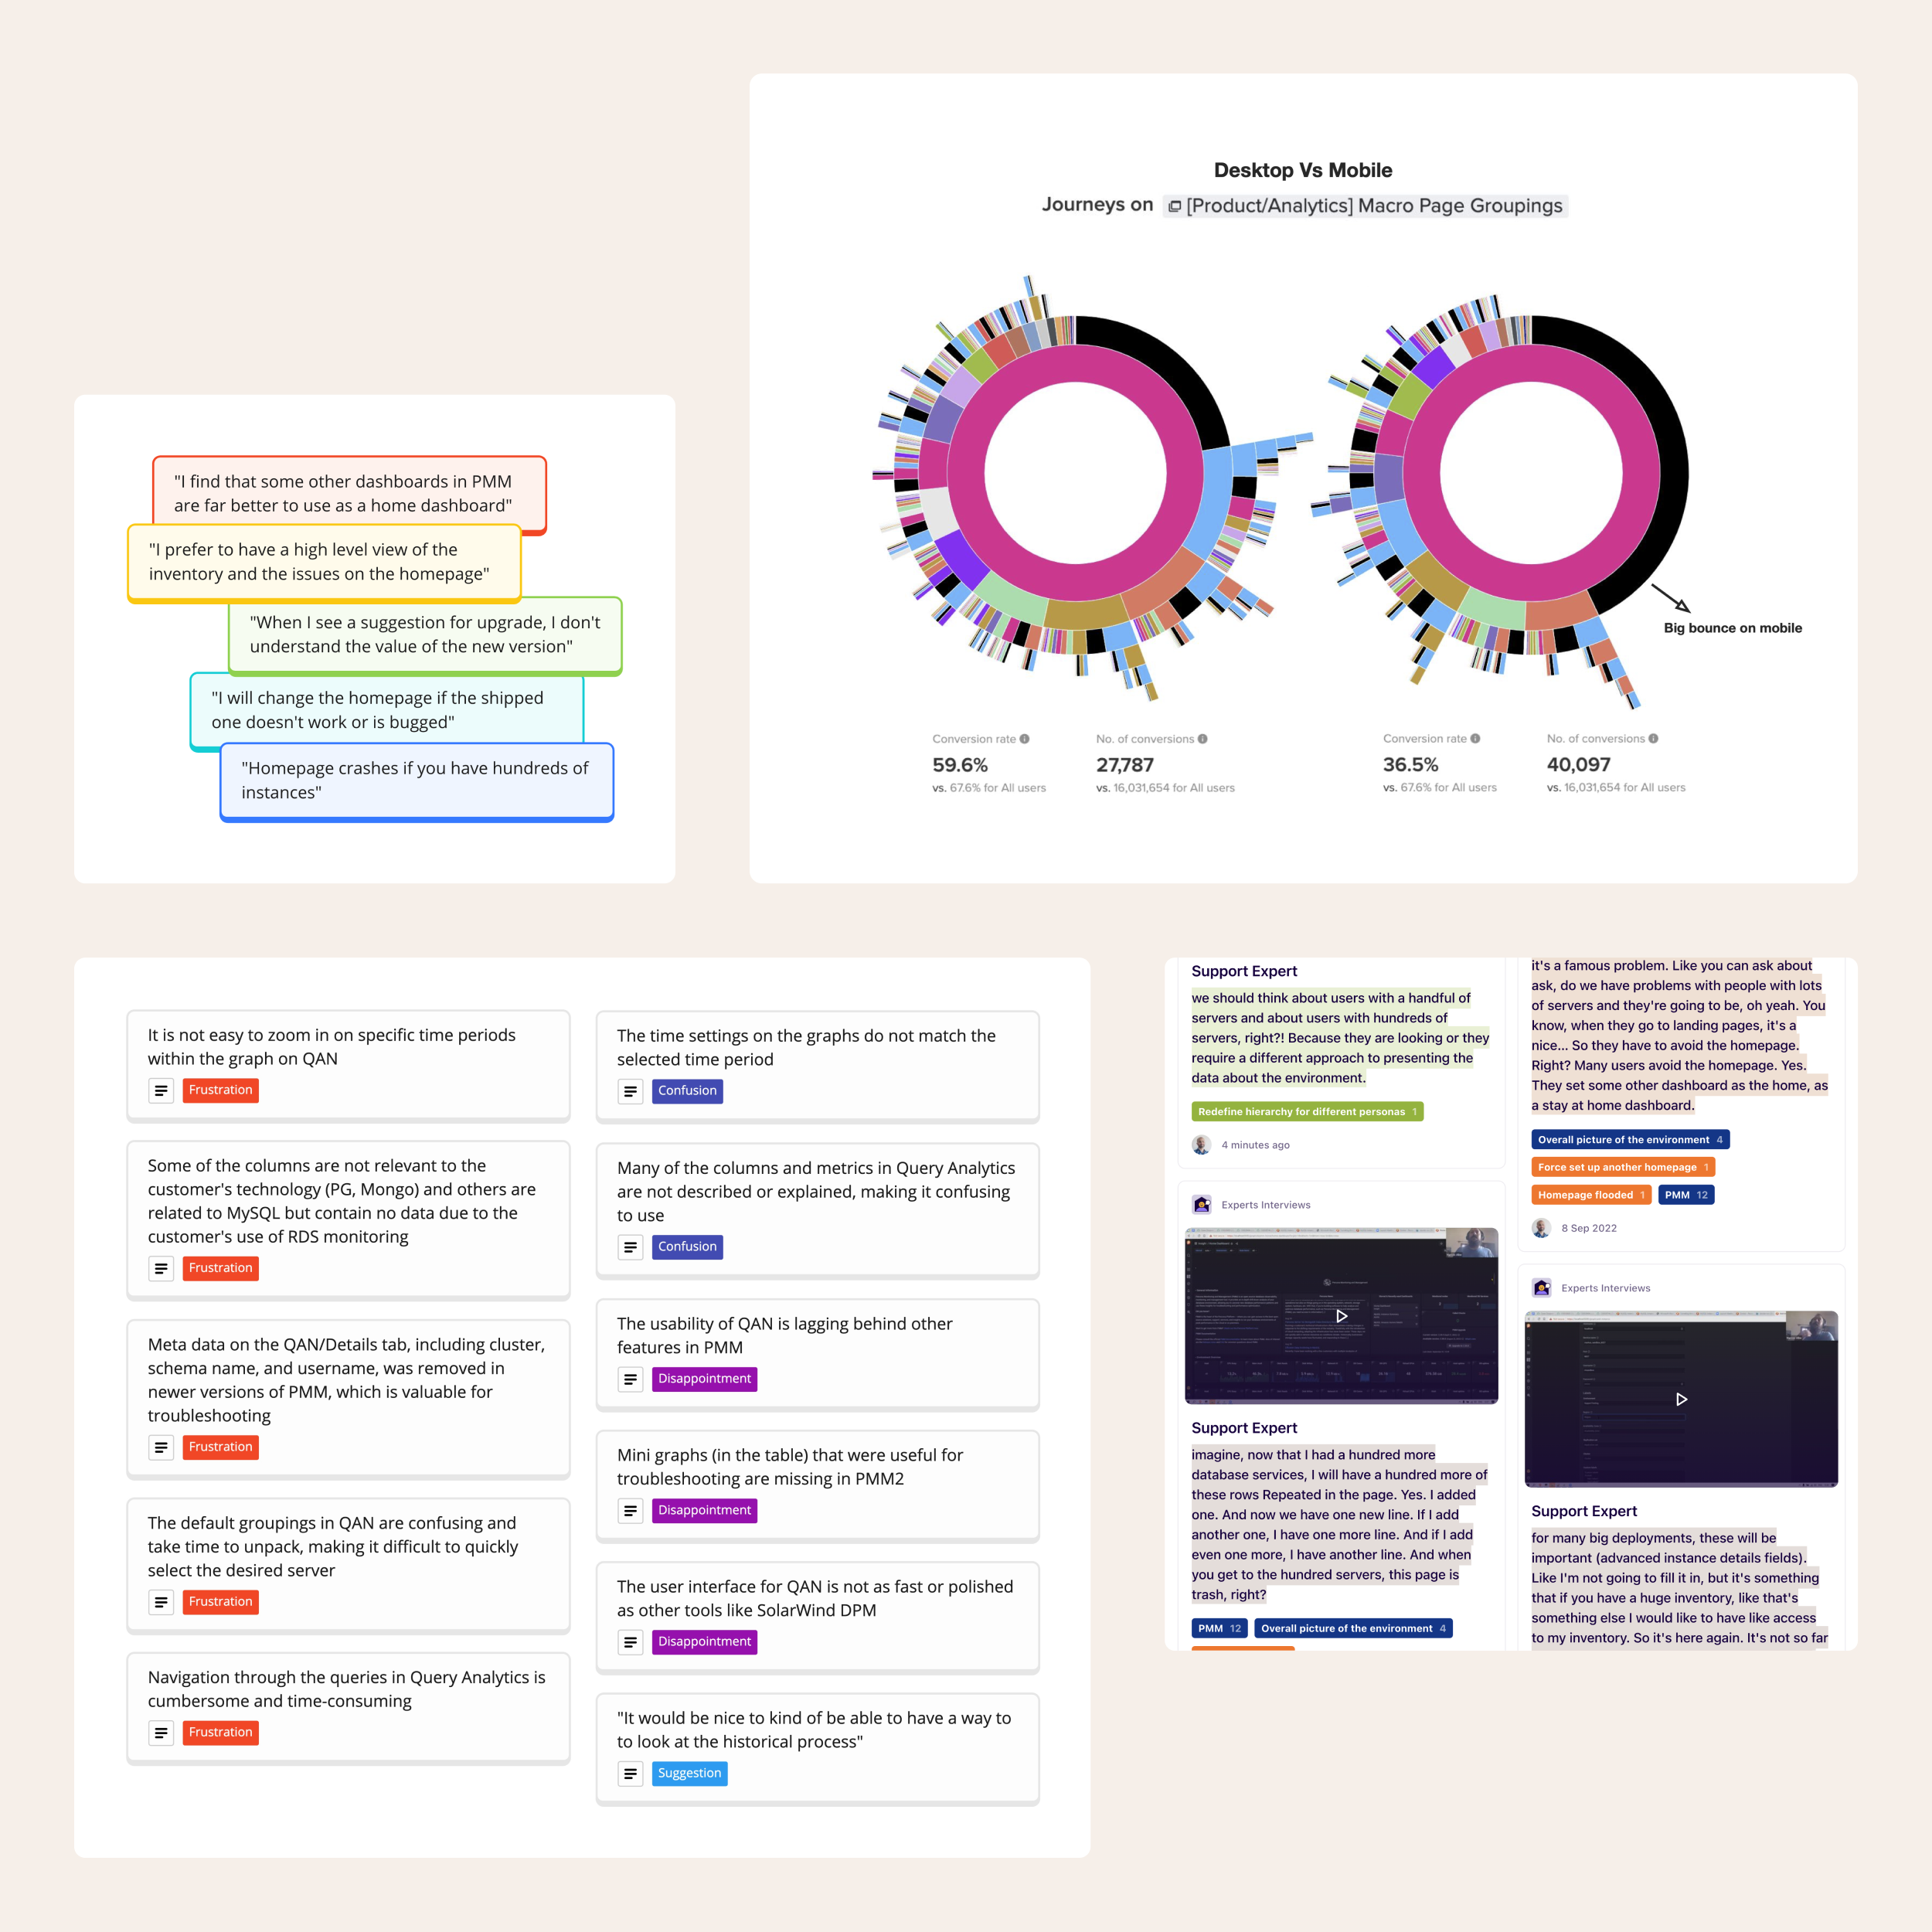 Desktop Vs Mobile
Journeys on [Product/Analytics] Macro Page Groupings
Big bounce on mobile
Conversion rate
59.6%
vs. 67.6% for All users
No. of conversions
27,787
vs. 16,031,654 for All users
Conversion rate
36.5%
vs. 67.6% for All users
No. of conversions
40,097
vs. 16,031,654 for All users
"I find that some other dashboards in PMM
are far better to use as a home dashboard"
"I prefer to have a high level view of the
inventory and the issues on the homepage"
"When I see a suggestion for upgrade, I don't
understand the value of the new version"
"I will change the homepage if the shipped
one doesn't work or is bugged"
"Homepage crashes if you have hundreds of
instances"
It is not easy to zoom in on specific time periods
within the graph on QAN
Frustration
Some of the columns are not relevant to the
customer's technology (PG, Mongo) and others are
related to MySQL but contain no data due to the
customer's use of RDS monitoring
Frustration
Meta data on the QAN/Details tab, including cluster,
schema name, and username, was removed in
newer versions of PMM, which is valuable for
troubleshooting
Frustration
The default groupings in QAN are confusing and
take time to unpack, making it difficult to quickly
select the desired server
Frustration
Navigation through the queries in Query Analytics is
cumbersome and time-consuming
Frustration
The time settings on the graphs do not match the
selected time period
Confusion
Many of the columns and metrics in Query Analytics
are not described or explained, making it confusing
to use
Confusion
The usability of QAN is lagging behind other
features in PMM
Disappointment
Mini graphs (in the table) that were useful for
troubleshooting are missing in PMM2
Disappointment
The user interface for QAN is not as fast or polished
as other tools like SolarWind DPM
Disappointment
"It would be nice to kind of be able to have a way to
to look at the historical process"
Suggestion
Support Expert
we should think about users with a handful of
servers and about users with hundreds of
servers, right?! Because they are looking or they
require a different approach to presenting the
data about the environment.
Redefine hierarchy for different personas 1
4 minutes ago
Experts Interviews
Support Expert
imagine, now that I had a hundred more
database services, I will have a hundred more of
these rows Repeated in the page. Yes. I added
one. And now we have one new line. If I add
another one, I have one more line. And if I add
even one more, I have another line. And when
you get to the hundred servers, this page is
trash, right?
PMM 12
Overall picture of the environment 4
it's a famous problem. Like you can ask about
ask, do we have problems with people with lots
of servers and they're going to be, oh yeah. You
know, when they go to landing pages, it's a
nice... So they have to avoid the homepage.
Right? Many users avoid the homepage. Yes.
They set some other dashboard as the home, as
a stay at home dashboard.
Overall picture of the environment 4
Force set up another homepage 1
Homepage flooded 1
PMM 12
8 Sep 2022
Experts Interviews
Support Expert
for many big deployments, these will be
important (advanced instance details fields).
Like I'm not going to fill it in, but it's something
that if you have a huge inventory, like that's
something else I would like to have like access
to my inventory. So it's here again. It's not so far